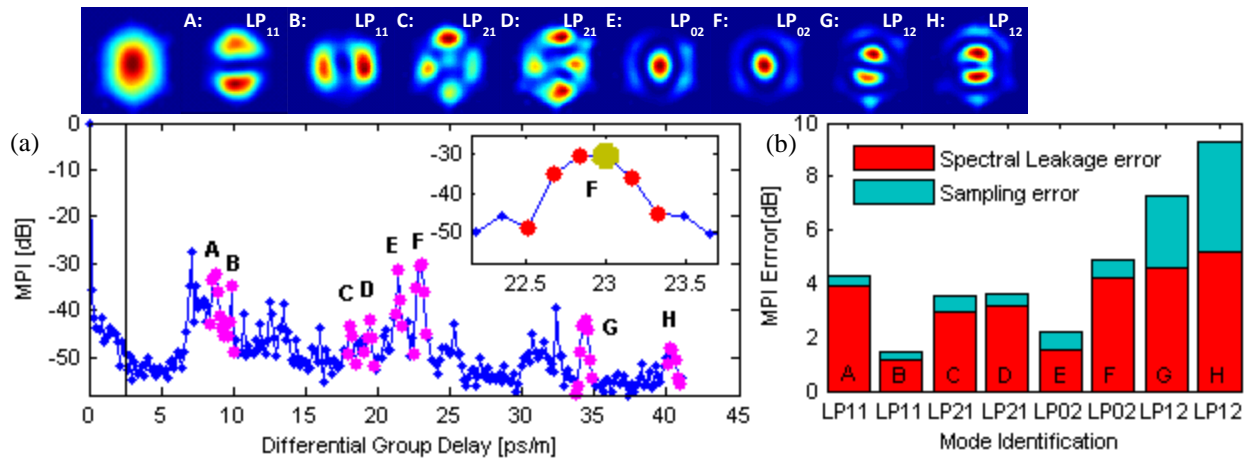 A: LP11 B: LP11 C: LP21 D: LP21 E: LP02 F: LP02 G: LP12 H: LP12
(a)
MPI [dB]
0
-10
-20
-30
-40
-50
A
B
C
D
E
F
G
H
0 5 10 15 20 25 30 35 40 45
Differential Group Delay [ps/m]
-30
-40
-50
F
22.5 23 23.5
(b)
MPI Errror[dB]
10
8
6
4
2
0
Spectral Leakage error
Sampling error
A B C D E F G H
LP11 LP11 LP21 LP21 LP02 LP02 LP12 LP12
Mode Identification